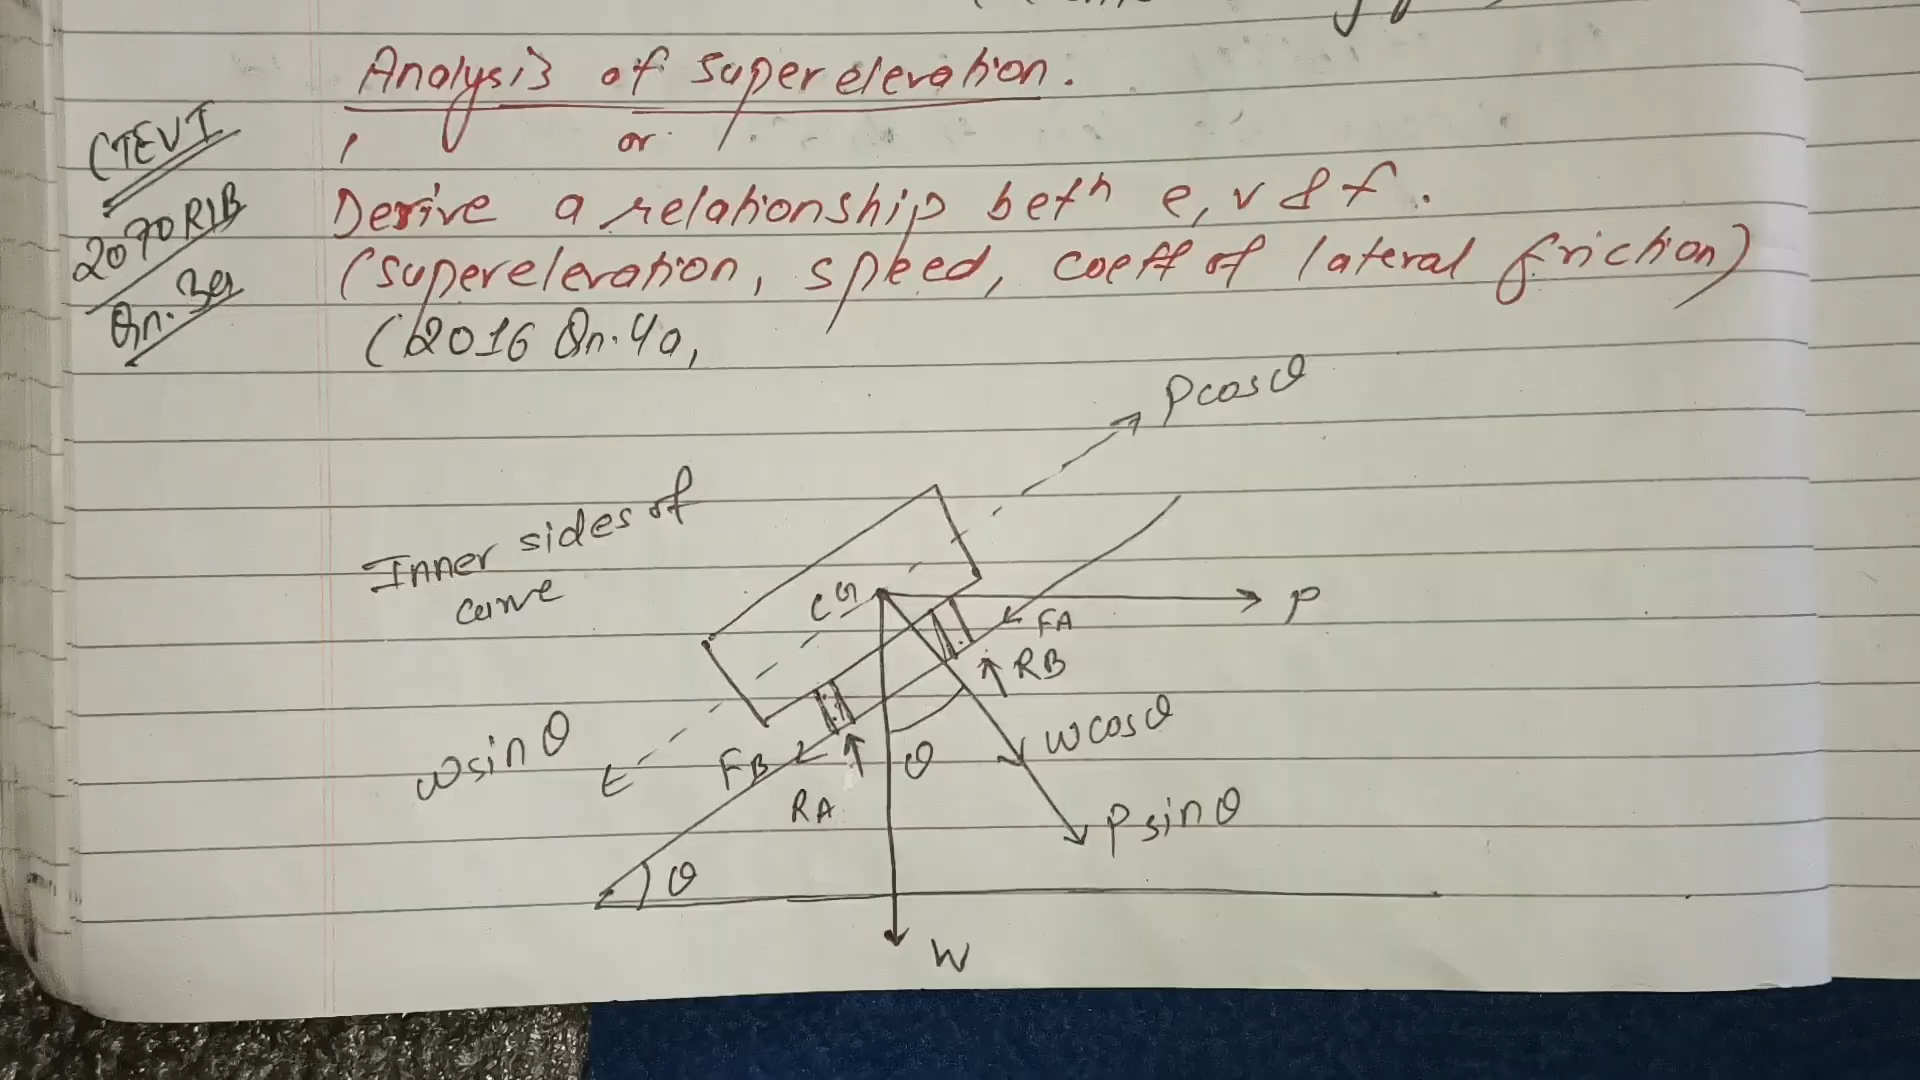 Analysis of superelevation.
or
CTEVT
2070 R/B
Qn. 3a
Derive a relationship betn e, v & f.
(superelevation, speed, coeff of lateral friction)
(2016 Qn. 4a,
Pcosθ
Inner sides of
curve
CG
P
FA
RB
wsinθ
FB
RA
θ
wcosθ
Psinθ
θ
W